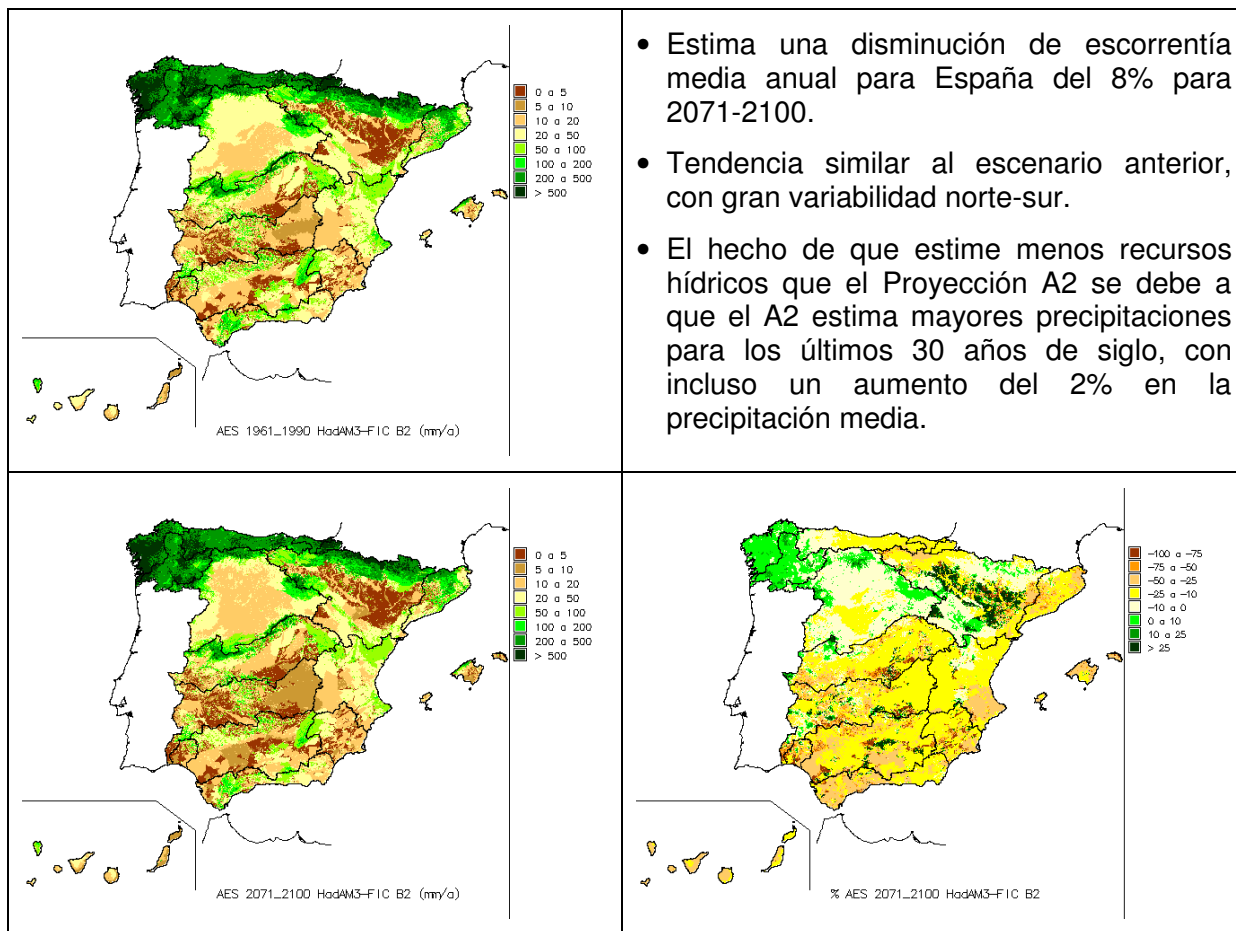 0 a 5
5 a 10
10 a 20
20 a 50
50 a 100
100 a 200
200 a 500
> 500
AES 1961_1990 HadAM3-FIC B2 (mm/a)
• Estima una disminución de escorrentía
media anual para España del 8% para
2071-2100.
• Tendencia similar al escenario anterior,
con gran variabilidad norte-sur.
• El hecho de que estime menos recursos
hídricos que el Proyección A2 se debe a
que el A2 estima mayores precipitaciones
para los últimos 30 años de siglo, con
incluso un aumento del 2% en la
precipitación media.
0 a 5
5 a 10
10 a 20
20 a 50
50 a 100
100 a 200
200 a 500
> 500
AES 2071_2100 HadAM3-FIC B2 (mm/a)
-100 a -75
-75 a -50
-50 a -25
-25 a -10
-10 a 0
0 a 10
10 a 25
> 25
% AES 2071_2100 HadAM3-FIC B2